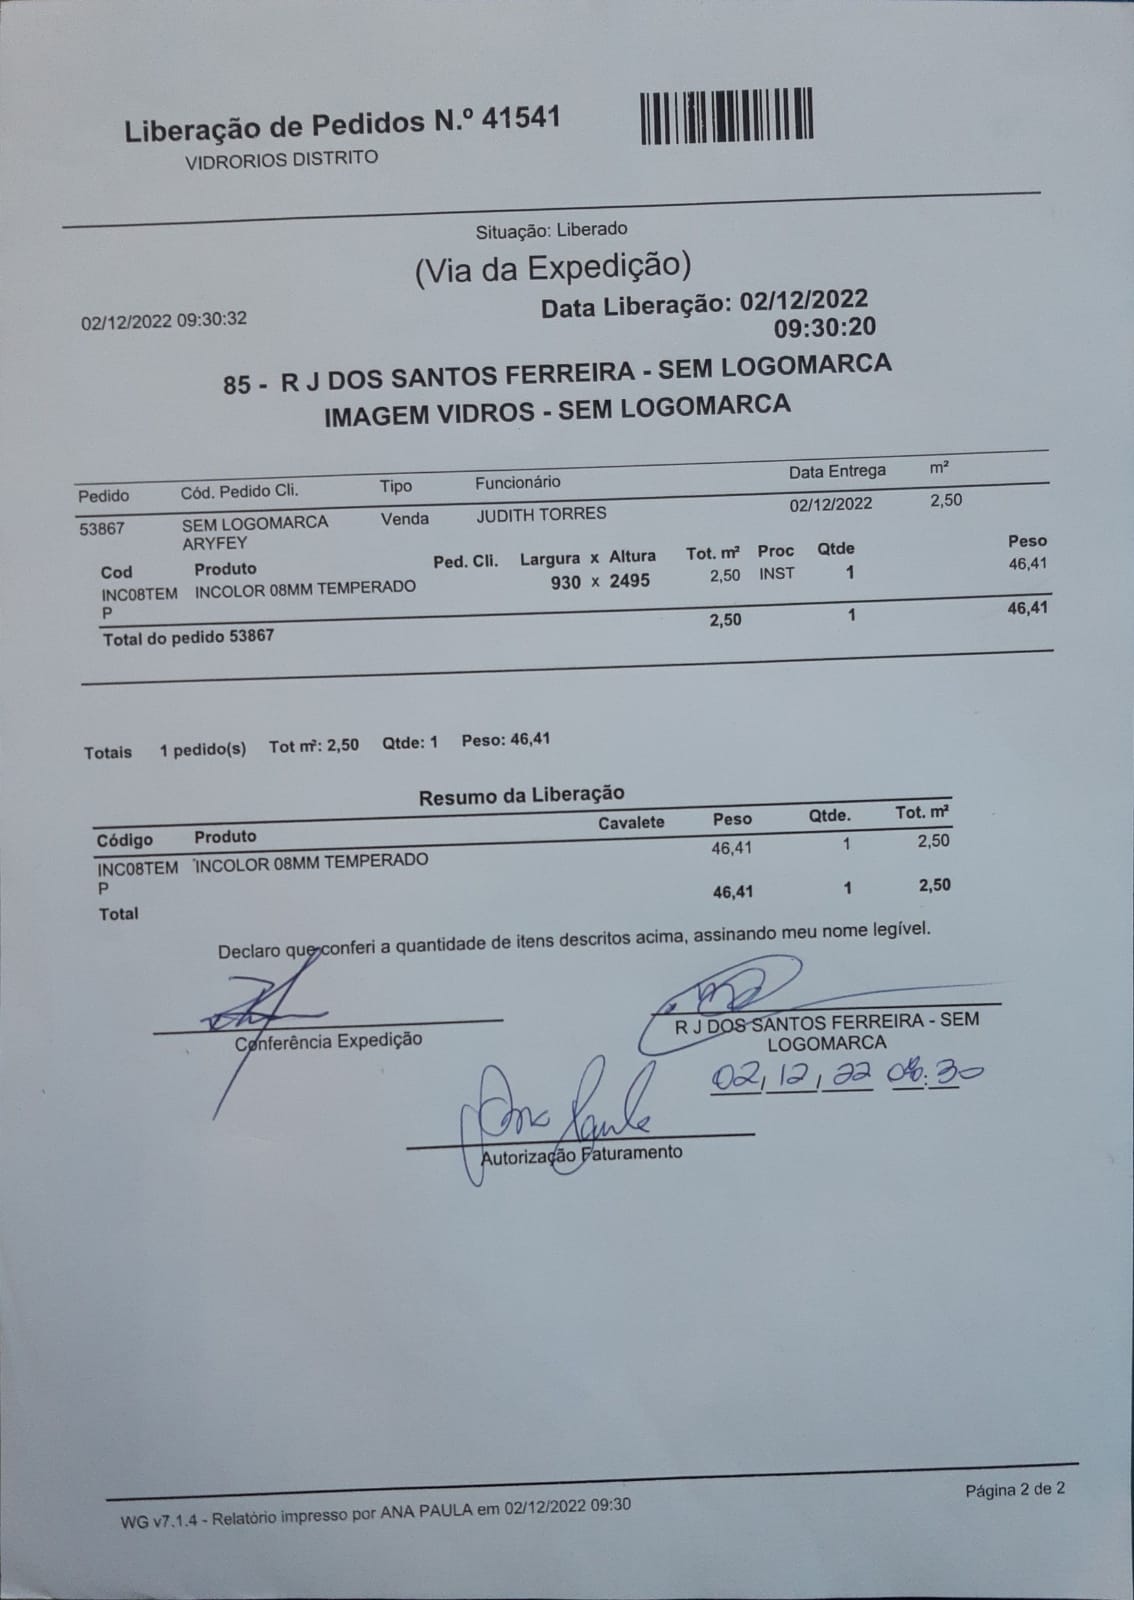 Liberação de Pedidos N.º 41541
VIDRORIOS DISTRITO
Situação: Liberado
(Via da Expedição)
02/12/2022 09:30:32
Data Liberação: 02/12/2022
09:30:20
85 - R J DOS SANTOS FERREIRA - SEM LOGOMARCA
IMAGEM VIDROS - SEM LOGOMARCA
Pedido Cód. Pedido Cli. Tipo Funcionário Data Entrega m²
53867 SEM LOGOMARCA Venda JUDITH TORRES 02/12/2022 2,50
ARYFEY
Cod Produto Ped. Cli. Largura x Altura Tot. m² Proc Qtde Peso
INC08TEM INCOLOR 08MM TEMPERADO 930 x 2495 2,50 INST 1 46,41
P
Total do pedido 53867 2,50 1 46,41
Totais 1 pedido(s) Tot m²: 2,50 Qtde: 1 Peso: 46,41
Resumo da Liberação
Código Produto Cavalete Peso Qtde. Tot. m²
INC08TEM INCOLOR 08MM TEMPERADO 46,41 1 2,50
P
Total 46,41 1 2,50
Declaro que conferi a quantidade de itens descritos acima, assinando meu nome legível.
Conferência Expedição
R J DOS SANTOS FERREIRA - SEM
LOGOMARCA
02, 12, 22
Ana Paula
Autorização Faturamento
WG v7.1.4 - Relatório impresso por ANA PAULA em 02/12/2022 09:30
Página 2 de 2